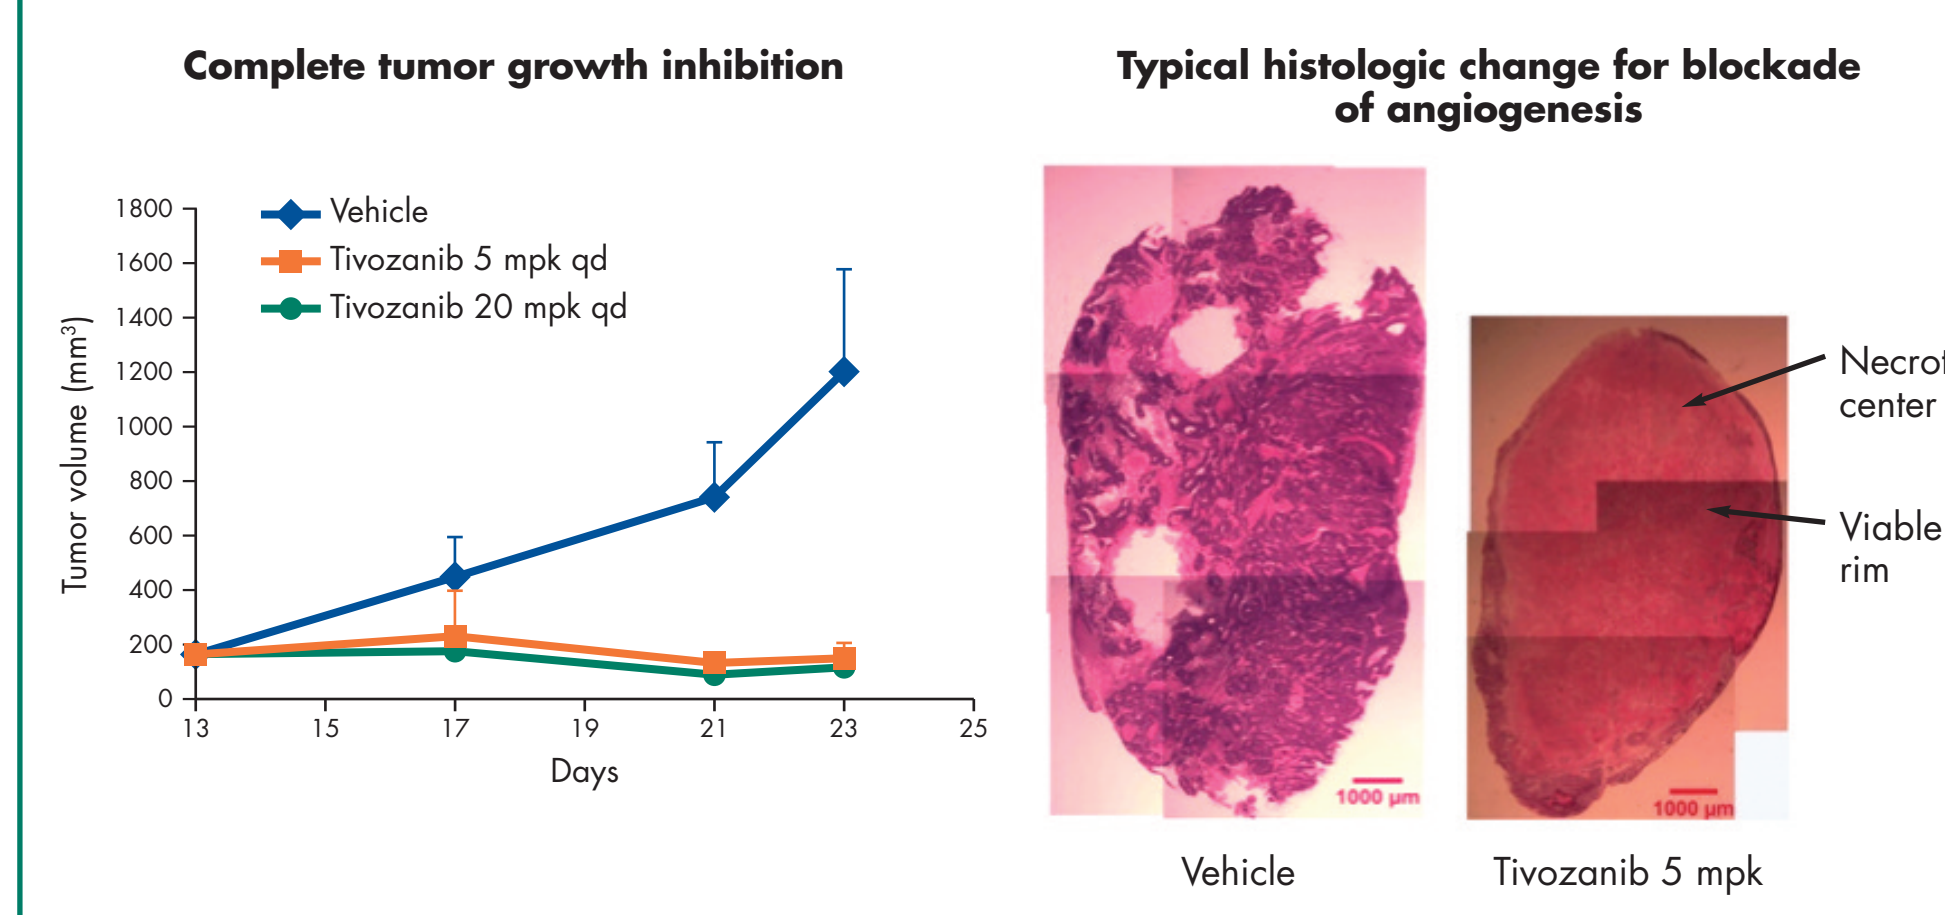 Complete tumor growth inhibition
Typical histologic change for blockade
of angiogenesis
Tumor volume (mm³)
1800
1600
1400
1200
1000
800
600
400
200
0
Vehicle
Tivozanib 5 mpk qd
Tivozanib 20 mpk qd
13 15 17 19 21 23 25
Days
1000 µm
Vehicle
1000 µm
Tivozanib 5 mpk
center
Viable
rim